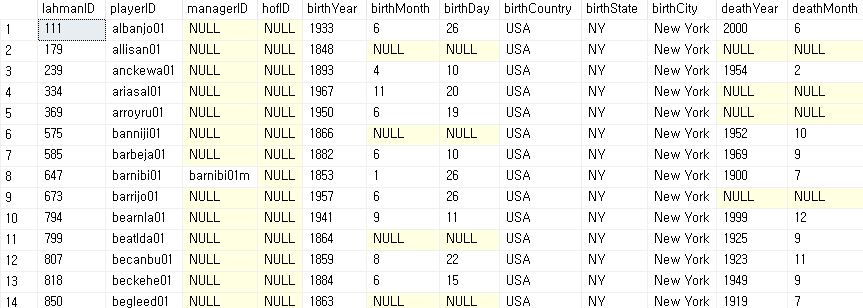 lahmanID playerID managerID hofID birthYear birthMonth birthDay birthCountry birthState birthCity deathYear deathMonth
1 111 albanjo01 NULL NULL 1933 6 26 USA NY New York 2000 6
2 179 allisan01 NULL NULL 1848 NULL NULL USA NY New York NULL NULL
3 239 anckewa01 NULL NULL 1893 4 10 USA NY New York 1954 2
4 334 ariasal01 NULL NULL 1967 11 20 USA NY New York NULL NULL
5 369 arroyru01 NULL NULL 1950 6 19 USA NY New York NULL NULL
6 575 banniji01 NULL NULL 1866 NULL NULL USA NY New York 1952 10
7 585 barbeja01 NULL NULL 1882 6 10 USA NY New York 1969 9
8 647 barnibi01 barnibi01m NULL 1853 1 26 USA NY New York 1900 7
9 673 barrijo01 NULL NULL 1957 6 26 USA NY New York NULL NULL
10 794 bearnla01 NULL NULL 1941 9 11 USA NY New York 1999 12
11 799 beatlda01 NULL NULL 1864 NULL NULL USA NY New York 1925 9
12 807 becanbu01 NULL NULL 1859 8 22 USA NY New York 1923 11
13 818 beckehe01 NULL NULL 1884 6 15 USA NY New York 1949 9
14 850 begleed01 NULL NULL 1863 NULL NULL USA NY New York 1919 7